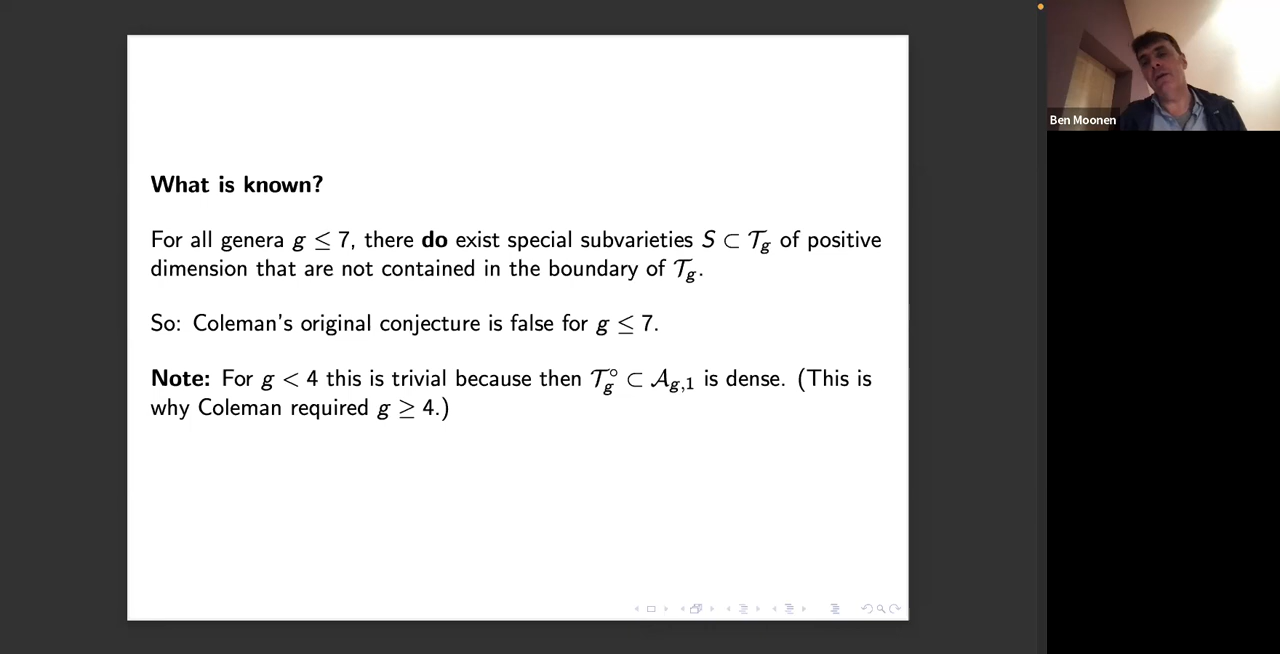 What is known?
For all genera g ≤ 7, there do exist special subvarieties S ⊂ 𝒯_g of positive
dimension that are not contained in the boundary of 𝒯_g.
So: Coleman's original conjecture is false for g ≤ 7.
Note: For g < 4 this is trivial because then 𝒯_g° ⊂ 𝒜_{g,1} is dense. (This is
why Coleman required g ≥ 4.)
Ben Moonen